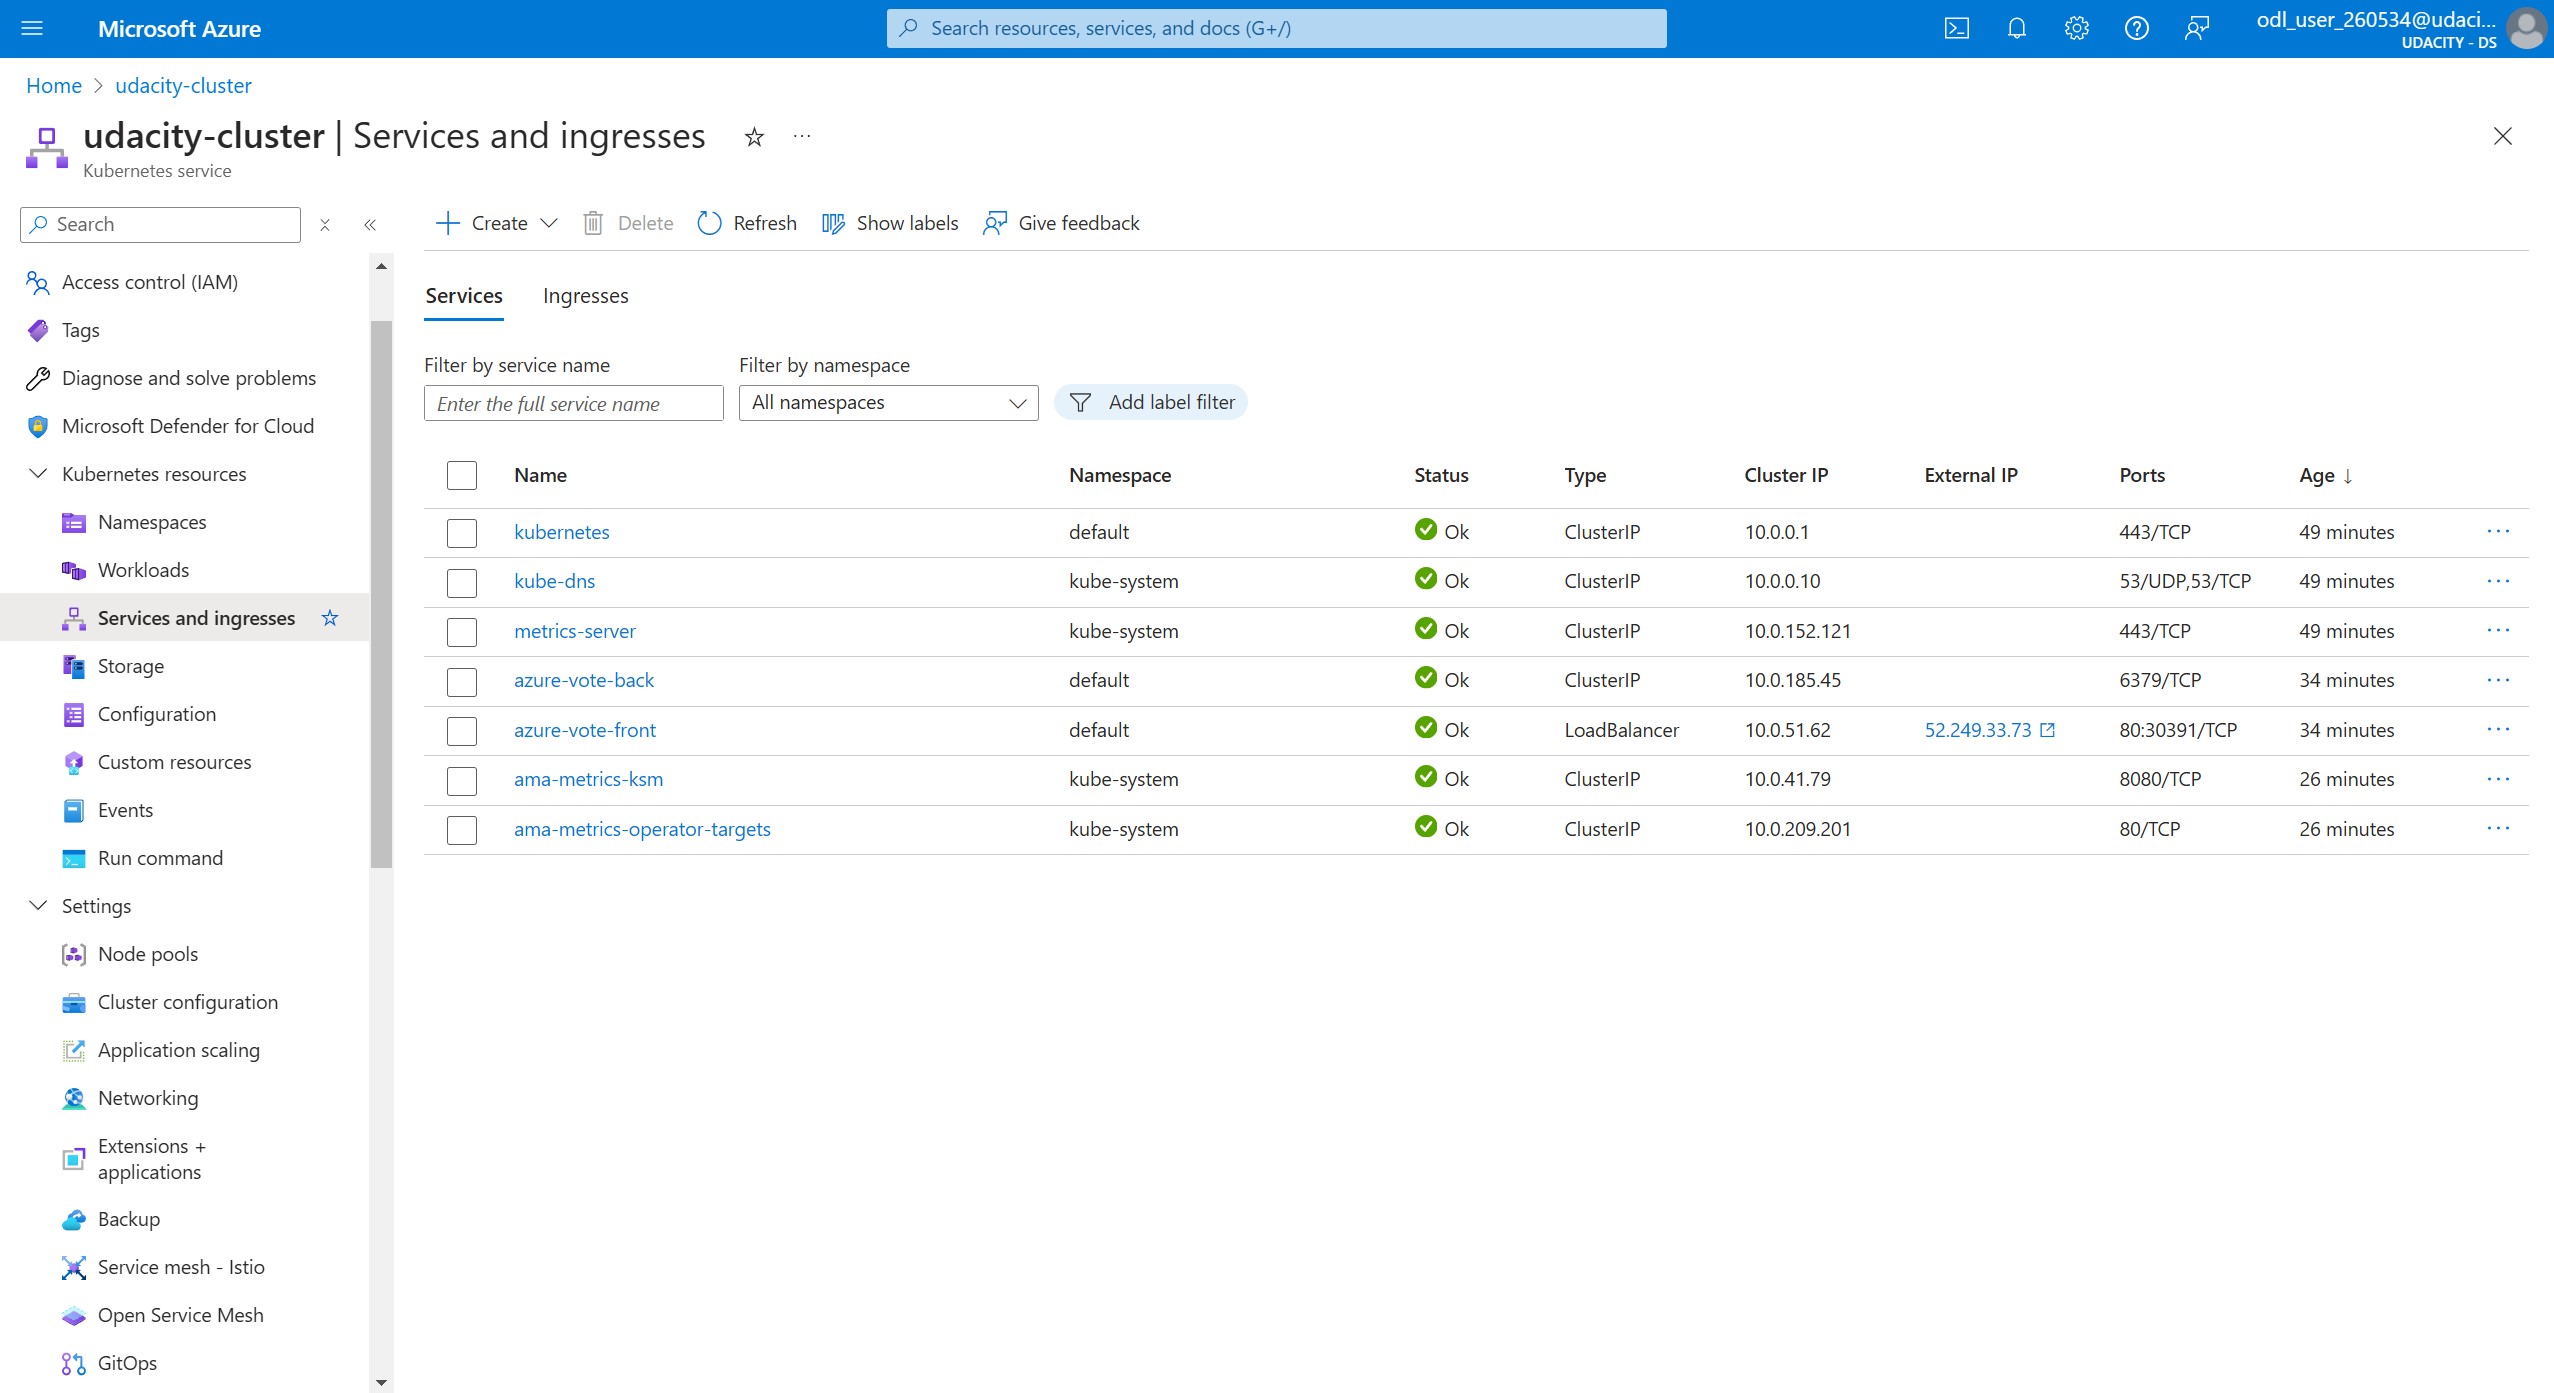 Microsoft Azure
Search resources, services, and docs (G+/)
odl_user_260534@udaci...
UDACITY - DS
Home > udacity-cluster
udacity-cluster | Services and ingresses
Kubernetes service
Search
Create
Delete
Refresh
Show labels
Give feedback
Access control (IAM)
Tags
Diagnose and solve problems
Microsoft Defender for Cloud
Kubernetes resources
Namespaces
Workloads
Services and ingresses
Storage
Configuration
Custom resources
Events
Run command
Settings
Node pools
Cluster configuration
Application scaling
Networking
Extensions +
applications
Backup
Service mesh - Istio
Open Service Mesh
GitOps
Services Ingresses
Filter by service name Filter by namespace
Enter the full service name All namespaces Add label filter
Name Namespace Status Type Cluster IP External IP Ports Age ↓
kubernetes default Ok ClusterIP 10.0.0.1 443/TCP 49 minutes ...
kube-dns kube-system Ok ClusterIP 10.0.0.10 53/UDP,53/TCP 49 minutes ...
metrics-server kube-system Ok ClusterIP 10.0.152.121 443/TCP 49 minutes ...
azure-vote-back default Ok ClusterIP 10.0.185.45 6379/TCP 34 minutes ...
azure-vote-front default Ok LoadBalancer 10.0.51.62 52.249.33.73 80:30391/TCP 34 minutes ...
ama-metrics-ksm kube-system Ok ClusterIP 10.0.41.79 8080/TCP 26 minutes ...
ama-metrics-operator-targets kube-system Ok ClusterIP 10.0.209.201 80/TCP 26 minutes ...